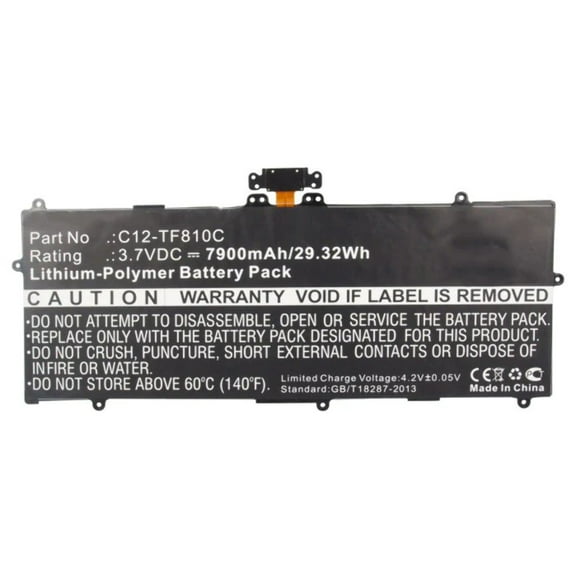 Part No .: C12-TF810C
Rating .: 3.7VDC ⎓ 7900mAh/29.32Wh
Lithium-Polymer Battery Pack
CAUTION WARRANTY VOID IF LABEL IS REMOVED
•DO NOT ATTEMPT TO DISASSEMBLE, OPEN OR SERVICE THE BATTERY PACK.
•REPLACE ONLY WITH THE BATTERY PACK DESIGNATED FOR THIS PRODUCT.
•DO NOT CRUSH, PUNCTURE, SHORT EXTERNAL CONTACTS OR DISPOSE OF
INFIRE OR WATER.
•DO NOT STORE ABOVE 60°C (140°F).
Limited Charge Voltage:4.2V±0.05V
Standard:GB/T18287-2013
CE
Made In China